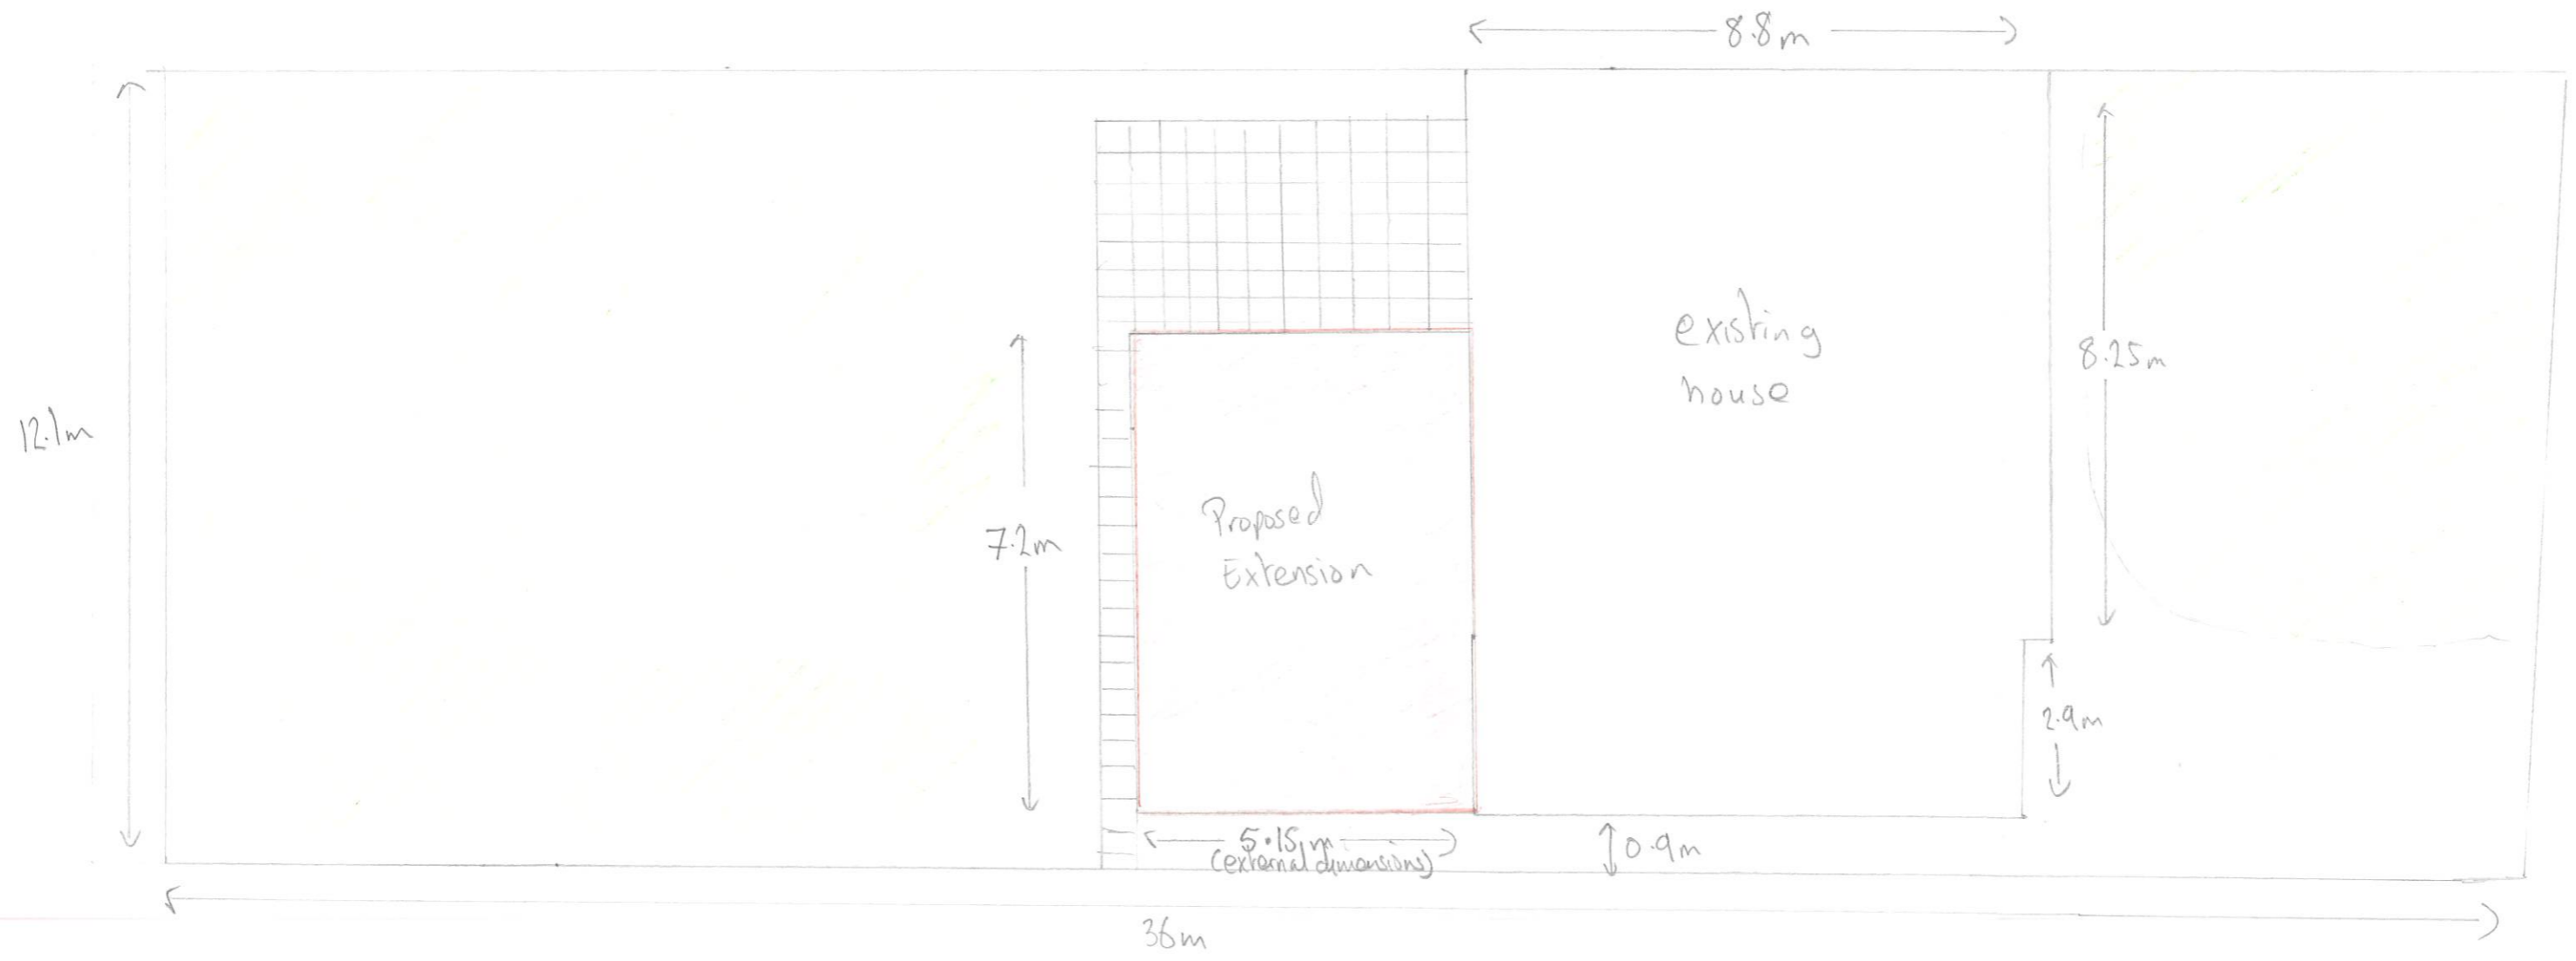 8.8m
existing
house
8.25m
12.1m
Proposed
Extension
7.2m
2.9m
5.15m
(external dimensions)
0.9m
36m